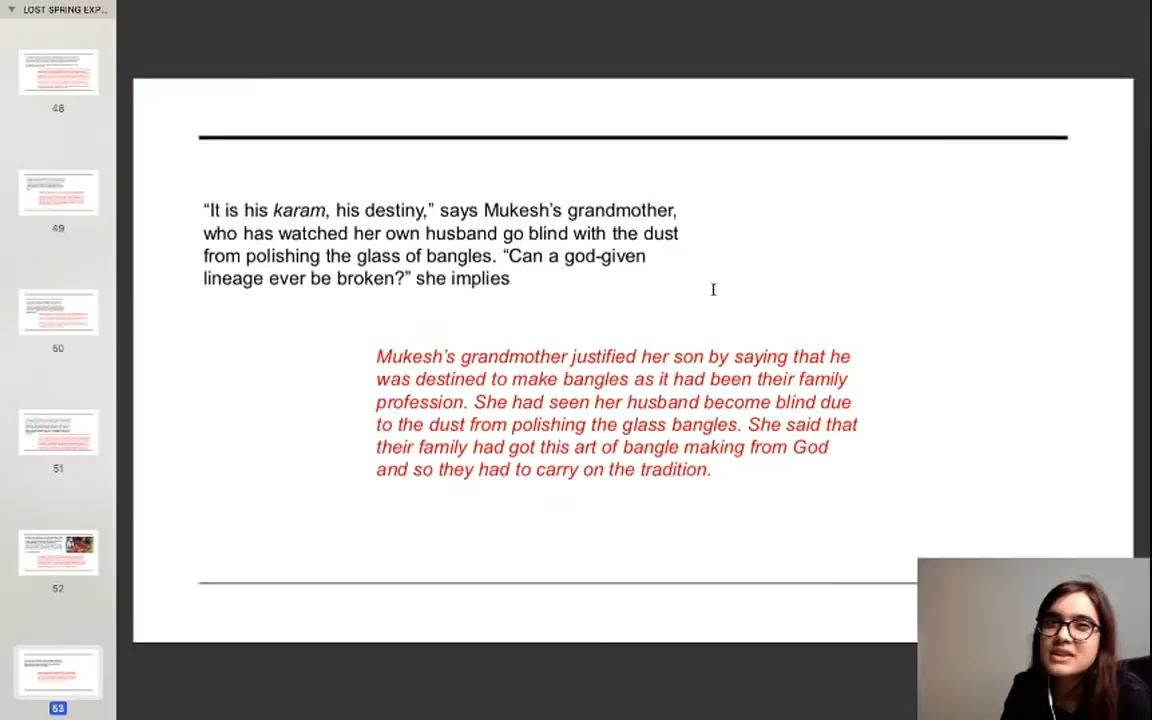 LOST SPRING EXP...
48
49
50
51
52
53
“It is his karam, his destiny,” says Mukesh’s grandmother,
who has watched her own husband go blind with the dust
from polishing the glass of bangles. “Can a god-given
lineage ever be broken?” she implies
Mukesh’s grandmother justified her son by saying that he
was destined to make bangles as it had been their family
profession. She had seen her husband become blind due
to the dust from polishing the glass bangles. She said that
their family had got this art of bangle making from God
and so they had to carry on the tradition.